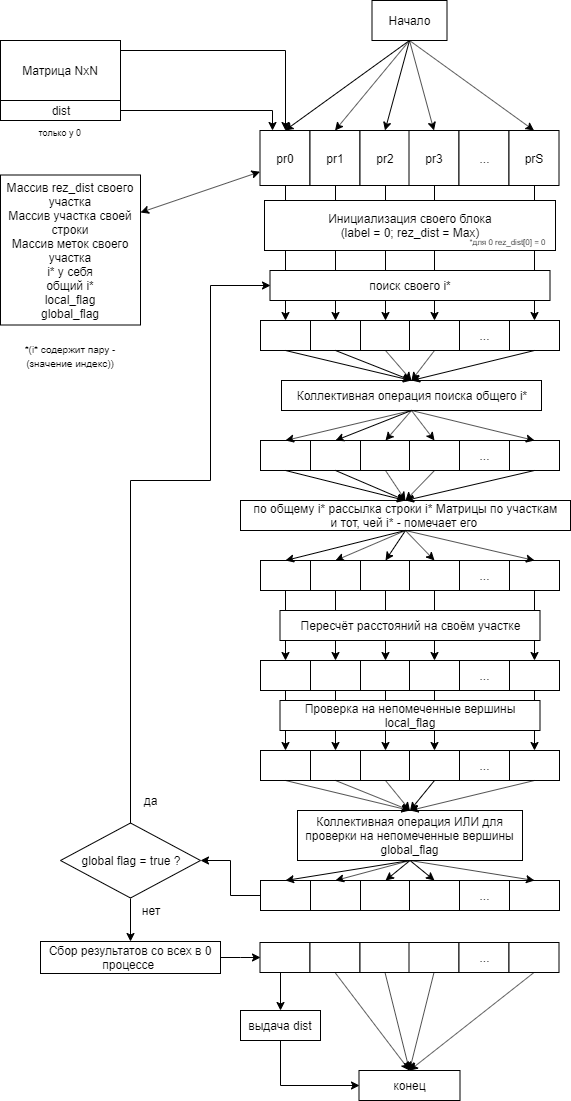 Начало
Матрица NxN
dist
только у 0
pr0
pr1
pr2
pr3
...
prS
Массив rez_dist своего
участка
Массив участка своей
строки
Массив меток своего
участка
i* у себя
общий i*
local_flag
global_flag
*(i* содержит пару -
(значение индекс))
Инициализация своего блока
(label = 0; rez_dist = Max)
*для 0 rez_dist[0] = 0
поиск своего i*
...
Коллективная операция поиска общего i*
...
по общему i* рассылка строки i* Матрицы по участкам
и тот, чей i* - помечает его
...
Пересчёт расстояний на своём участке
...
Проверка на непомеченные вершины
local_flag
...
Коллективная операция ИЛИ для
проверки на непомеченные вершины
global_flag
да
global flag = true ?
...
нет
Сбор результатов со всех в 0
процессе
...
выдача dist
конец